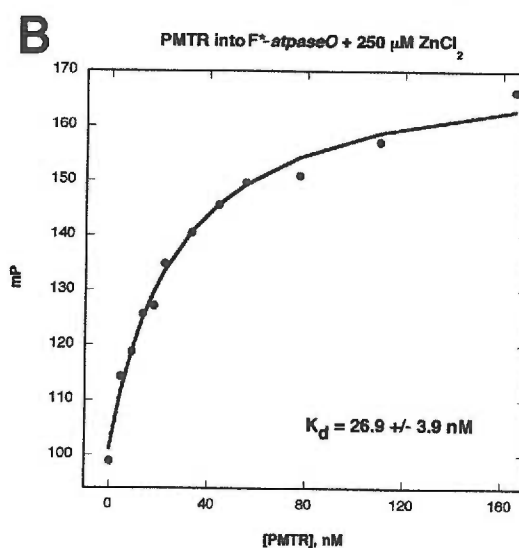 B
PMTR into F*-atpaseO + 250 μM ZnCl2
170
160
150
140
130
120
110
100
mP
Kd = 26.9 +/- 3.9 nM
0
40
80
120
160
[PMTR], nM